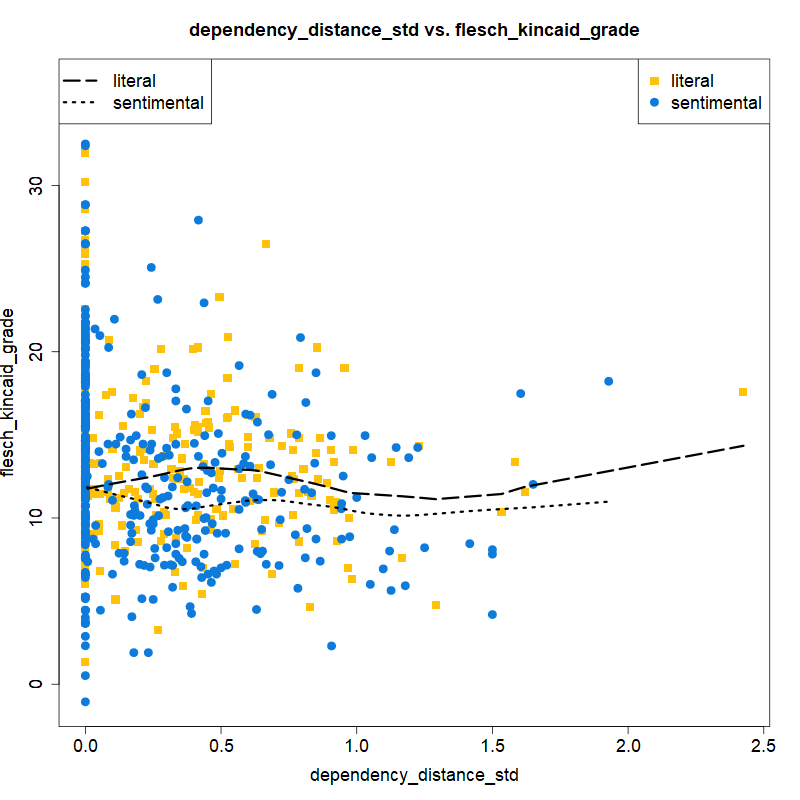 dependency_distance_std vs. flesch_kincaid_grade
literal
sentimental
literal
sentimental
flesch_kincaid_grade
30
20
10
0
0.0 0.5 1.0 1.5 2.0 2.5
dependency_distance_std